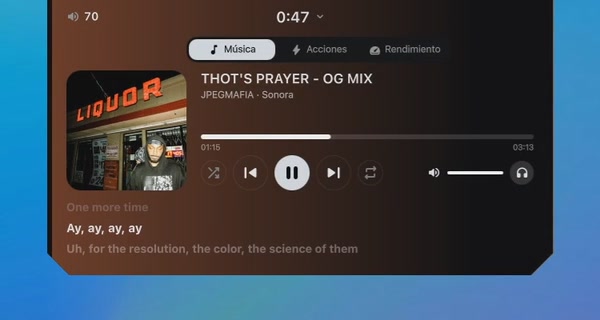 70
0:47
Música
Acciones
Rendimiento
LIQUOR
THOT'S PRAYER - OG MIX
JPEGMAFIA · Sonora
01:15
03:13
One more time
Ay, ay, ay, ay
Uh, for the resolution, the color, the science of them